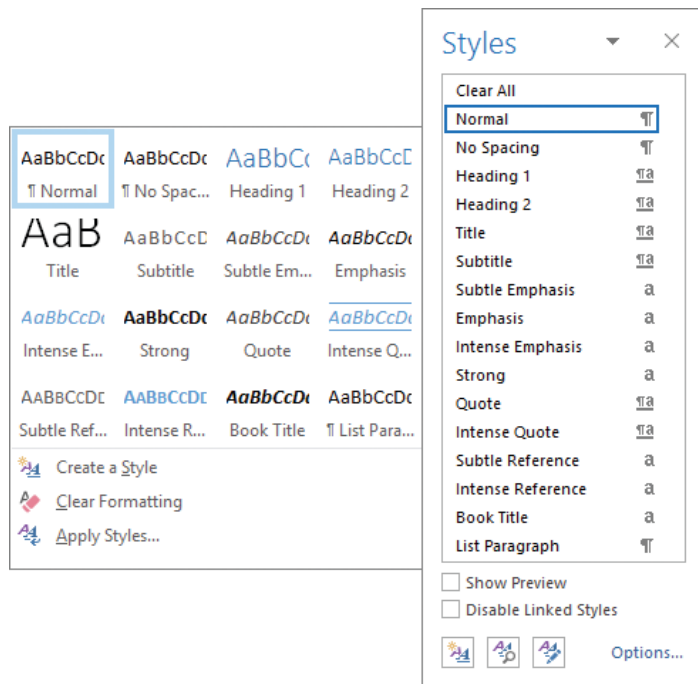 AaBbCcDc AaBbCcDc AaBbCc AaBbCcE
¶ Normal ¶ No Spac... Heading 1 Heading 2
AaB AaBbCcD AaBbCcDc AaBbCcDc
Title Subtitle Subtle Em... Emphasis
AaBbCcDc AaBbCcDc AaBbCcDc AaBbCcDc
Intense E... Strong Quote Intense Q...
AABBCCDE AABBCCDE AaBbCcDc AaBbCcDc
Subtle Ref... Intense R... Book Title ¶ List Para...
Create a Style
Clear Formatting
Apply Styles...
Styles
Clear All
Normal ¶
No Spacing ¶
Heading 1 ¶a
Heading 2 ¶a
Title ¶a
Subtitle ¶a
Subtle Emphasis a
Emphasis a
Intense Emphasis a
Strong a
Quote ¶a
Intense Quote ¶a
Subtle Reference a
Intense Reference a
Book Title a
List Paragraph ¶
Show Preview
Disable Linked Styles
Options...